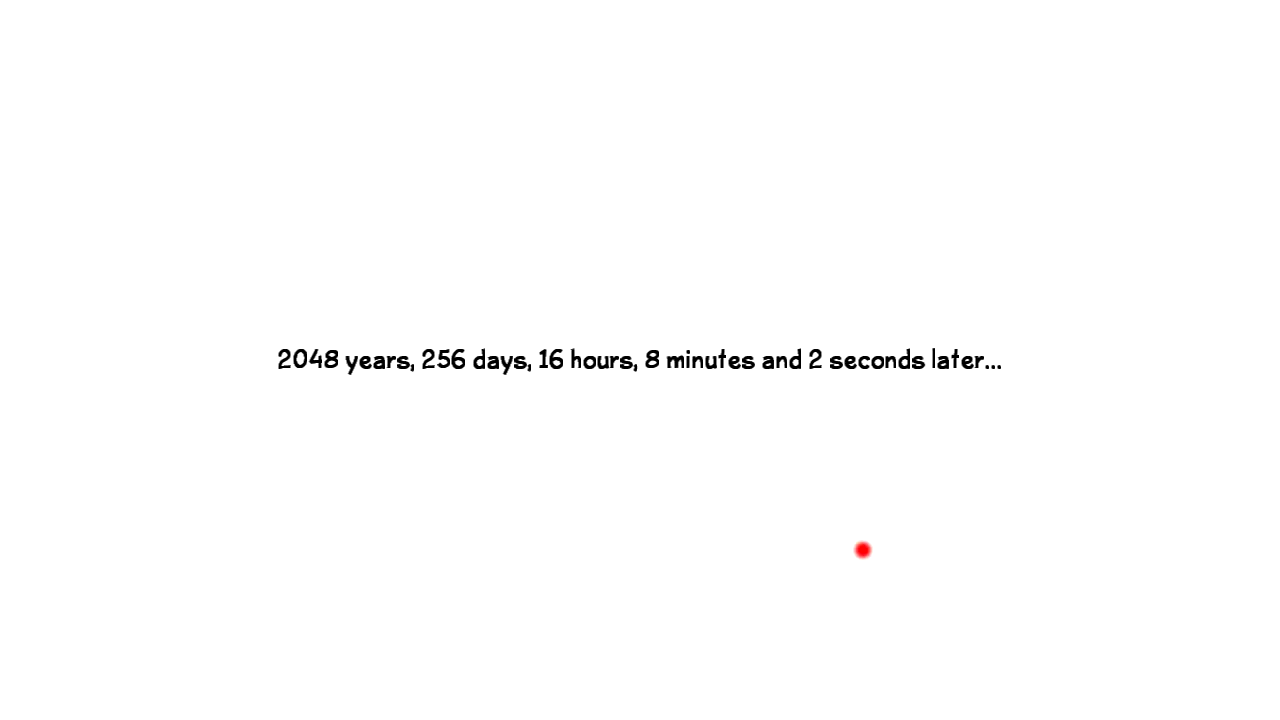 2048 years, 256 days, 16 hours, 8 minutes and 2 seconds later...